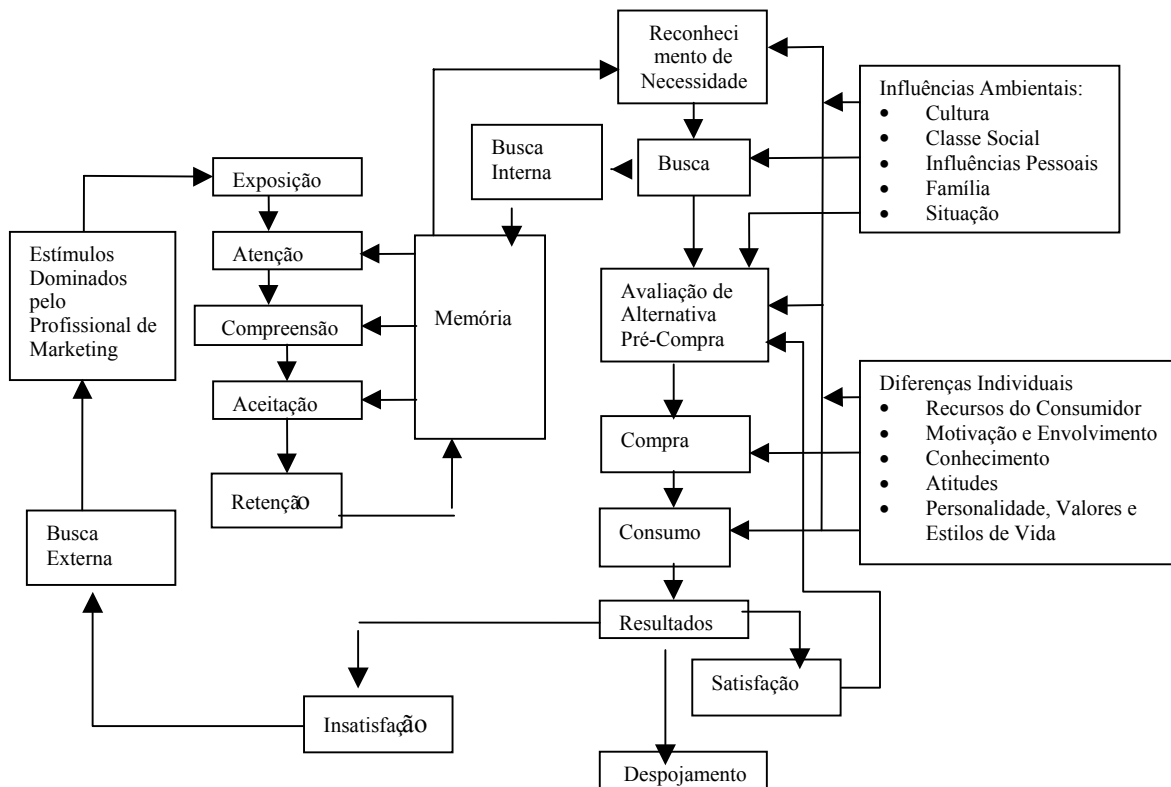 Reconheci
mento de
Necessidade
Influências Ambientais:
• Cultura
• Classe Social
• Influências Pessoais
• Família
• Situação
Busca
Interna
Busca
Exposição
Atenção
Estímulos
Dominados
pelo
Profissional de
Marketing
Compreensão
Memória
Avaliação de
Alternativa
Pré-Compra
Aceitação
Diferenças Individuais
• Recursos do Consumidor
• Motivação e Envolvimento
• Conhecimento
• Atitudes
• Personalidade, Valores e
Estilos de Vida
Compra
Retenção
Busca
Externa
Consumo
Resultados
Satisfação
Insatisfação
Despojamento